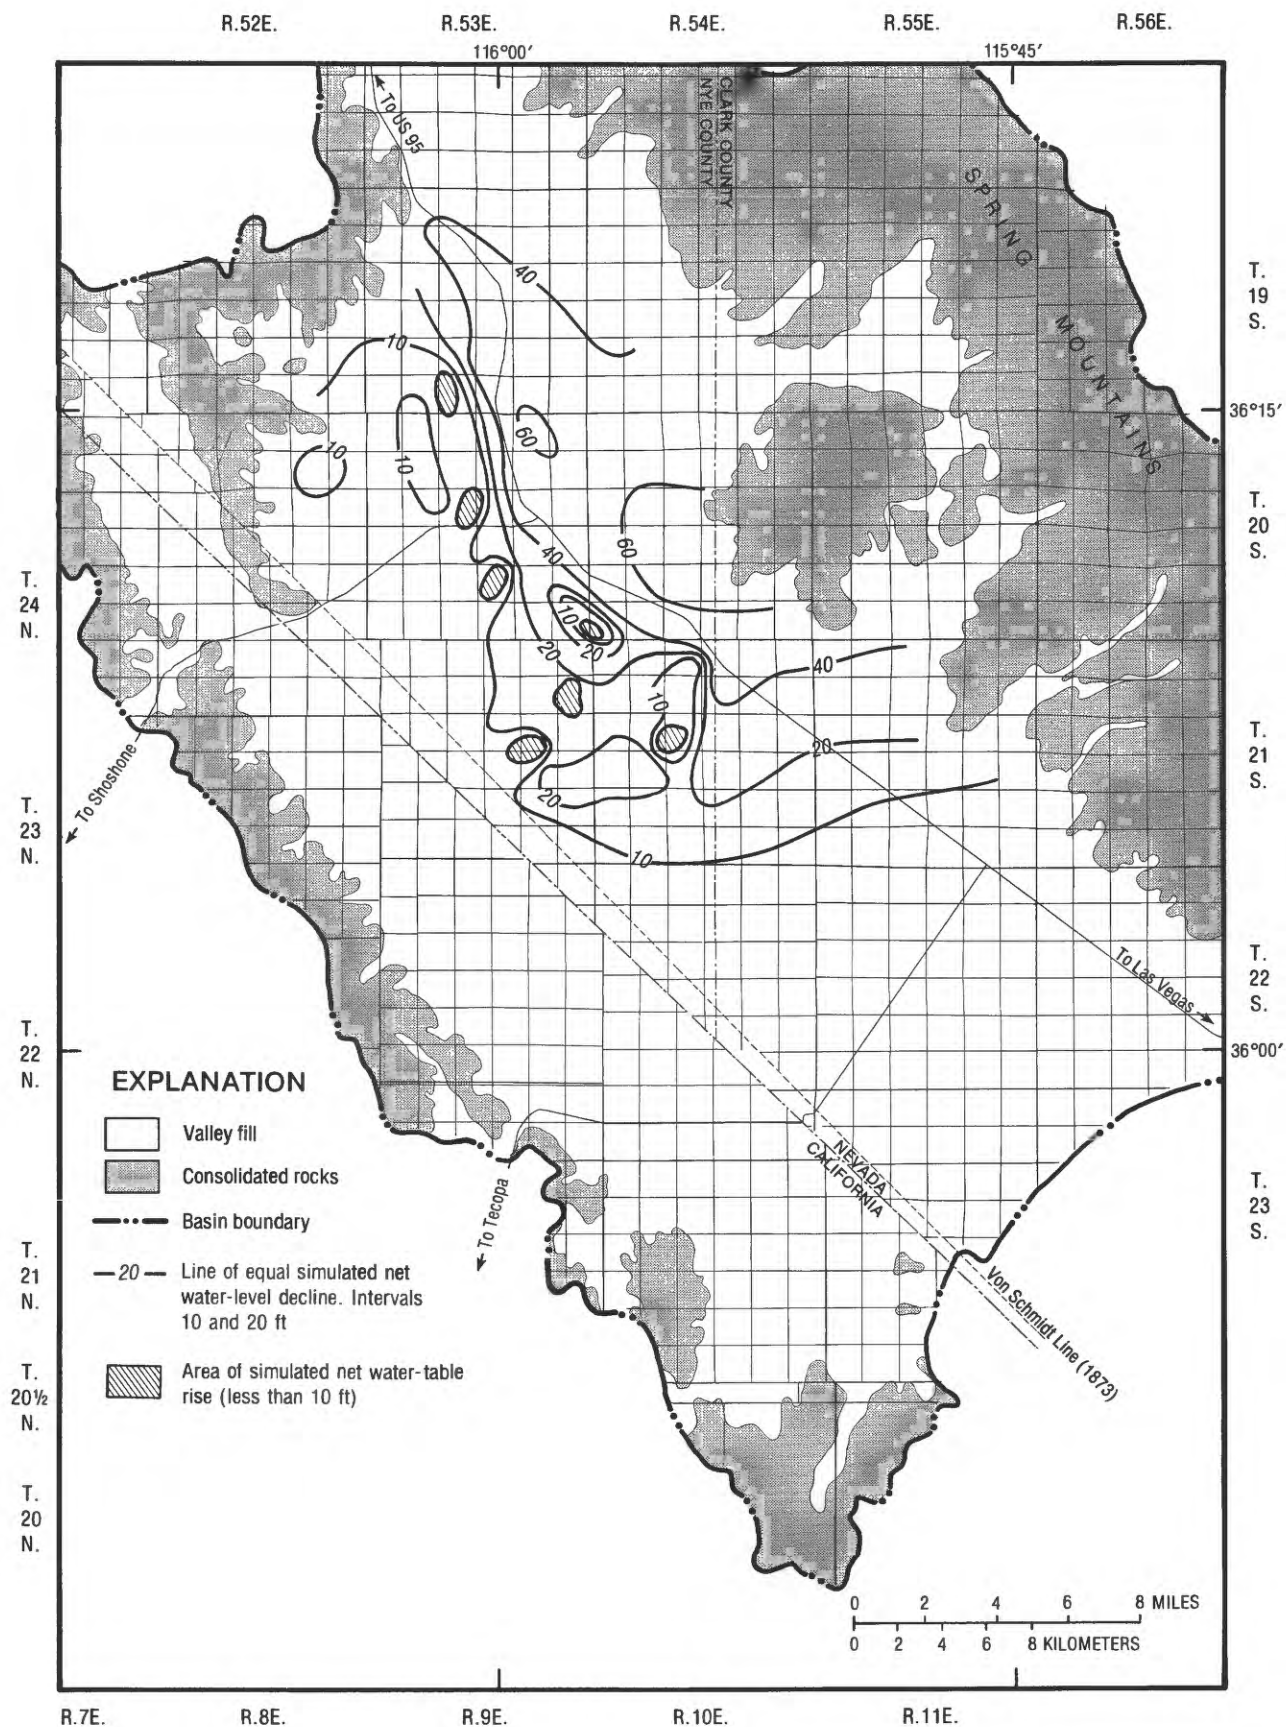 R.52E. R.53E. R.54E. R.55E. R.56E.
116°00′ 115°45′
To US 95
CLARK COUNTY
NYE COUNTY
SPRING
MOUNTAINS
T.
19
S.
40
10
36°15′
60
10
10
T.
20
S.
60
40
T.
24
N.
10
20
20
40
10
20
T.
21
S.
To Shoshone
20
T.
23
N.
10
To Las Vegas
T.
22
S.
T.
22
N.
36°00′
EXPLANATION
Valley fill
Consolidated rocks
Basin boundary
20 Line of equal simulated net
water-level decline. Intervals
10 and 20 ft
Area of simulated net water-table
rise (less than 10 ft)
To Tecopa
NEVADA
CALIFORNIA
T.
23
S.
T.
21
N.
Von Schmidt Line (1873)
T.
20½
N.
T.
20
N.
0 2 4 6 8 MILES
0 2 4 6 8 KILOMETERS
R.7E. R.8E. R.9E. R.10E. R.11E.